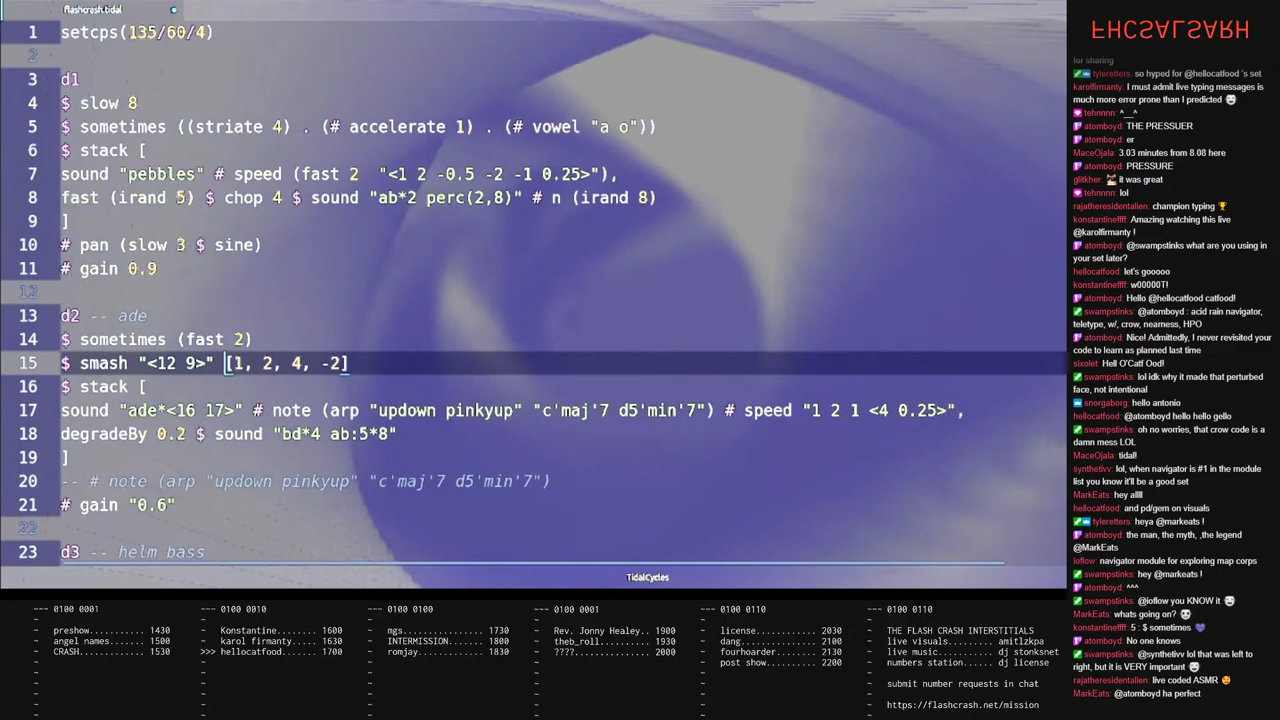 flashcrash.tidal
1 setcps(135/60/4)
2
3 d1
4 $ slow 8
5 $ sometimes ((striate 4) . (# accelerate 1) . (# vowel "a o"))
6 $ stack [
7 sound "pebbles" # speed (fast 2  "<1 2 -0.5 -2 -1 0.25>"),
8 fast (irand 5) $ chop 4 $ sound "ab*2 perc(2,8)" # n (irand 8)
9 ]
10 # pan (slow 3 $ sine)
11 # gain 0.9
12
13 d2 -- ade
14 $ sometimes (fast 2)
15 $ smash "<12 9>" [1, 2, 4, -2]
16 $ stack [
17 sound "ade*<16 17>" # note (arp "updown pinkyup" "c'maj'7 d5'min'7") # speed "1 2 1 <4 0.25>",
18 degradeBy 0.2 $ sound "bd*4 ab:5*8"
19 ]
20 -- # note (arp "updown pinkyup" "c'maj'7 d5'min'7")
21 # gain "0.6"
22
23 d3 -- helm bass
TidalCycles
FHCSALSARH
for sharing
tyleretters: so hyped for @hellocatfood 's set
karolfirmanty: I must admit live typing messages is
much more error prone than I predicted
tehnnnn: ^__^
atomboyd: THE PRESSUER
atomboyd: er
MaceOjala: 3.03 minutes from 8.08 here
atomboyd: PRESSURE
glitkher: it was great
tehnnnn: lol
rajatheresidentalien: champion typing
konstantineffff: Amazing watching this live
@karolfirmanty !
atomboyd: @swampstinks what are you using in
your set later?
hellocatfood: let's gooooo
konstantineffff: w00000T!
atomboyd: Hello @hellocatfood catfood!
swampstinks: @atomboyd : acid rain navigator,
teletype, w/, crow, nearness, HPO
atomboyd: Nice! Admittedly, I never revisited your
code to learn as planned last time
sixolet: Hell O'Catf Ood!
swampstinks: lol idk why it made that perturbed
face, not intentional
snorgaborg: hello antonio
hellocatfood: @atomboyd hello hello gello
swampstinks: oh no worries, that crow code is a
damn mess LOL
MaceOjala: tidal!
synthetivv: lol, when navigator is #1 in the module
list you know it'll be a good set
MarkEats: hey allll
hellocatfood: and pd/gem on visuals
tyleretters: heya @markeats !
atomboyd: the man, the myth, ,the legend
@MarkEats
ioflow: navigator module for exploring map corps
swampstinks: hey @markeats !
atomboyd: ^^^
swampstinks: @ioflow you KNOW it
MarkEats: whats going on?
konstantineffff: 5 : $ sometimes
atomboyd: No one knows
swampstinks: @synthetivv lol that was left to
right, but it is VERY important
rajatheresidentalien: live coded ASMR
MarkEats: @atomboyd ha perfect
~~~ 0100 0001
~
~ preshow........... 1430
~ angel names....... 1500
~ CRASH............. 1530
~
~
~
~
~
~~~ 0100 0010
~
~ Konstantine....... 1600
~ karol firmanty.... 1630
>>> hellocatfood...... 1700
~
~
~
~
~
~~~ 0100 0100
~
~ mgs............... 1730
~ INTERMISSION...... 1800
~ romjay............ 1830
~
~
~
~
~
~~~ 0100 0001
~
~ Rev. Jonny Healey.. 1900
~ theb_roll......... 1930
~ ????.............. 2000
~
~
~
~
~
~~~ 0100 0110
~
~ license........... 2030
~ dang.............. 2100
~ fourhoarder....... 2130
~ post show......... 2200
~
~
~
~
~~~ 0100 0110
~
~ THE FLASH CRASH INTERSTITIALS
~ live visuals...... amitlzkpa
~ live music........ dj stonksnet
~ numbers station... dj license
~
~ submit number requests in chat
~
~ https://flashcrash.net/mission